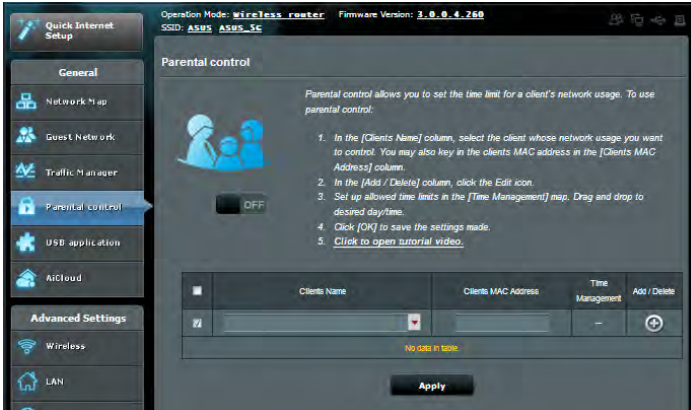 Quick Internet
Setup
Operation Mode: Wireless router Firmware Version: 3.0.0.4.260
SSID: ASUS ASUS_5G
General
Network Map
Guest Network
Traffic Manager
Parental control
USB application
AiCloud
Advanced Settings
Wireless
LAN
Parental control
Parental control allows you to set the time limit for a client's network usage. To use
parental control:
1. In the [Clients Name] column, select the client whose network usage you want
to control. You may also key in the clients MAC address in the [Clients MAC
Address] column.
2. In the [Add / Delete] column, click the Edit icon.
3. Set up allowed time limits in the [Time Management] map. Drag and drop to
desired day/time.
4. Click [OK] to save the settings made.
5. Click to open tutorial video.
OFF
Clients Name Clients MAC Address Time Management Add / Delete
–
No data in table.
Apply